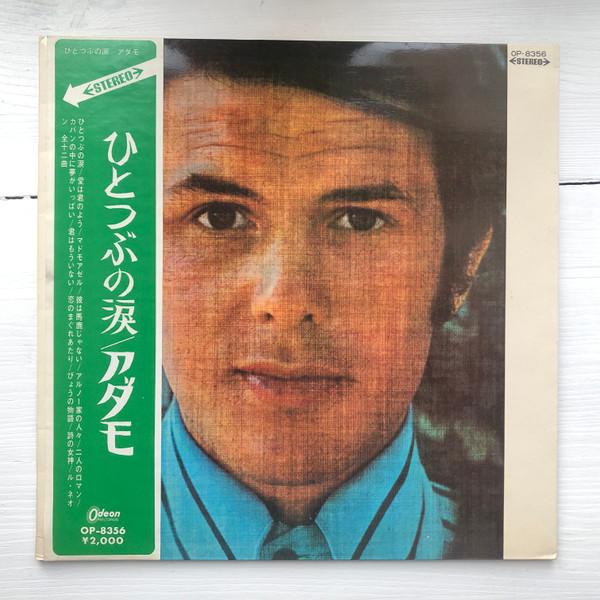 ひとつぶの涙 アダモ
STEREO
ひとつぶの涙/アダモ
ひとつぶの涙/愛は君のよう/マドモアゼル/彼は馬鹿じゃない/アルノー家の人々/二人のロマン/
カバンの中に夢がいっぱい/君はもういない/恋のまぐれあたり/びょうの物語/詩の女神/ル・ネオ
ン 全十二曲
Odeon
OP-8356
¥2,000
OP-8356
STEREO